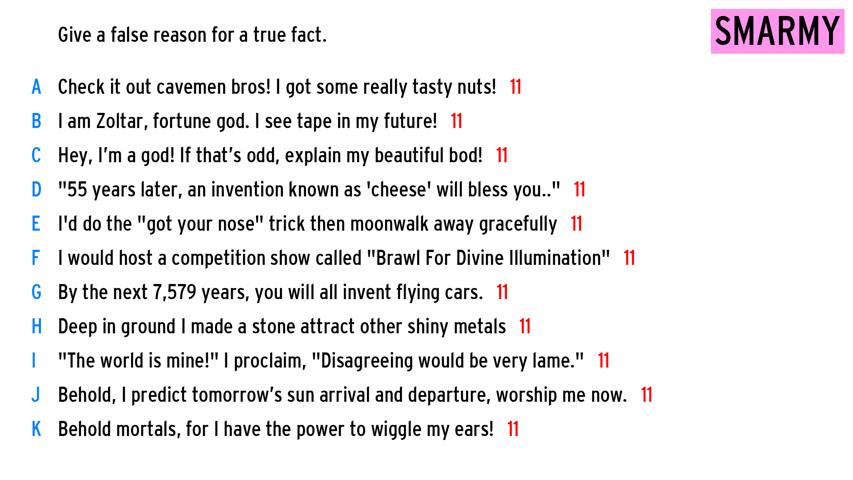 Give a false reason for a true fact.
SMARMY
A Check it out cavemen bros! I got some really tasty nuts! 11
B I am Zoltar, fortune god. I see tape in my future! 11
C Hey, I'm a god! If that's odd, explain my beautiful bod! 11
D "55 years later, an invention known as 'cheese' will bless you.." 11
E I'd do the "got your nose" trick then moonwalk away gracefully 11
F I would host a competition show called "Brawl For Divine Illumination" 11
G By the next 7,579 years, you will all invent flying cars. 11
H Deep in ground I made a stone attract other shiny metals 11
I "The world is mine!" I proclaim, "Disagreeing would be very lame." 11
J Behold, I predict tomorrow's sun arrival and departure, worship me now. 11
K Behold mortals, for I have the power to wiggle my ears! 11